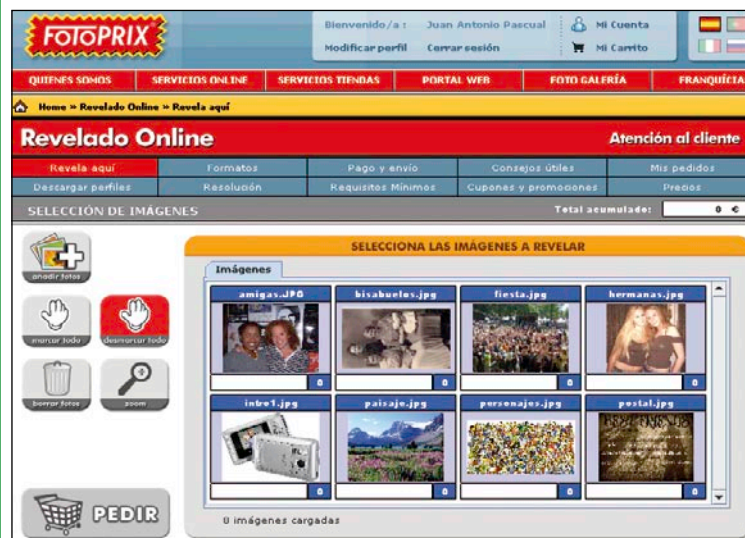 FOTOPRIX
Bienvenido/a : Juan Antonio Pascual
Mi Cuenta
Modificar perfil Cerrar sesión
Mi Carrito
QUIENES SOMOS SERVICIOS ONLINE SERVICIOS TIENDAS PORTAL WEB FOTO GALERÍA FRANQUÍCIA
Home » Revelado Online » Revela aquí
Revelado Online
Atención al cliente
Revela aquí Formatos Pago y envío Consejos útiles Mis pedidos
Descargar perfiles Resolución Requisitos Mínimos Cupones y promociones Precios
SELECCIÓN DE IMÁGENES
Total acumulado: 0 €
SELECCIONA LAS IMÁGENES A REVELAR
Imágenes
añadir fotos
amigas.JPG bisabuelos.jpg fiesta.jpg hermanas.jpg
marcar todo desmarcar todo
0 0 0 0
borrar fotos zoom
intro1.jpg paisaje.jpg personajes.jpg postal.jpg
BEST FRIENDS
0 0 0 0
PEDIR
8 imágenes cargadas